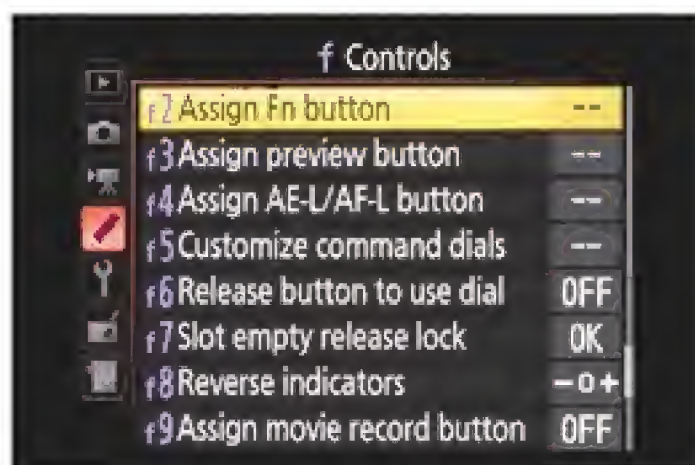 f Controls
f2 Assign Fn button --
f3 Assign preview button --
f4 Assign AE-L/AF-L button --
f5 Customize command dials --
f6 Release button to use dial OFF
f7 Slot empty release lock OK
f8 Reverse indicators -0+
f9 Assign movie record button OFF